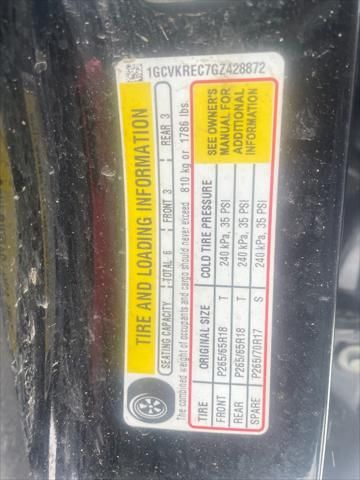 1GCVKREC7GZ428872
TIRE AND LOADING INFORMATION
SEATING CAPACITY TOTAL 6 FRONT 3 REAR 3
The combined weight of occupants and cargo should never exceed 810 kg or 1786 lbs.
TIRE ORIGINAL SIZE COLD TIRE PRESSURE
FRONT P265/65R18 T 240 kPa, 35 PSI
REAR P265/65R18 T 240 kPa, 35 PSI
SPARE P265/70R17 S 240 kPa, 35 PSI
SEE OWNER'S
MANUAL FOR
ADDITIONAL
INFORMATION